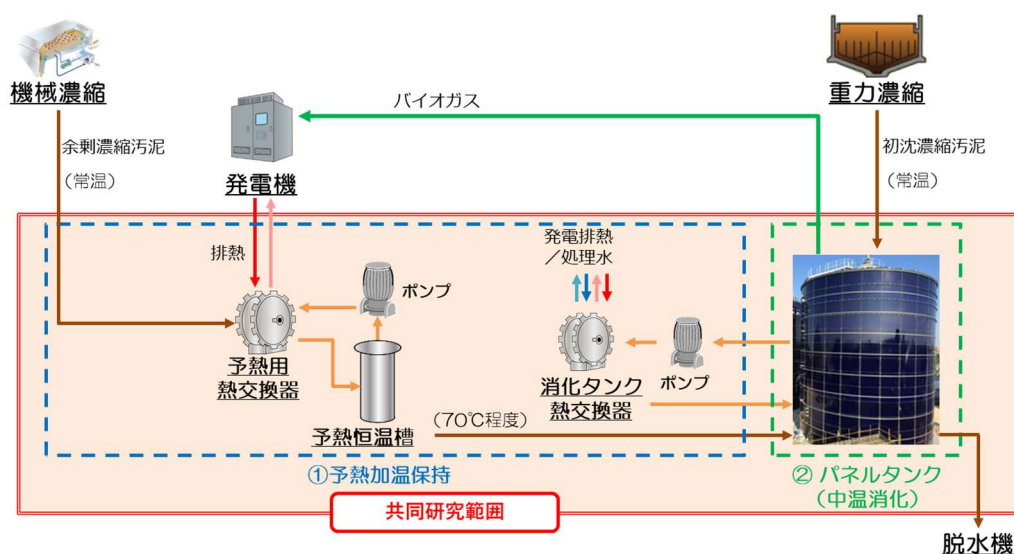 機械濃縮
重力濃縮
バイオガス
余剰濃縮汚泥
（常温）
初沈濃縮汚泥
（常温）
発電機
排熱
発電排熱
／処理水
ポンプ
予熱用
熱交換器
消化タンク
熱交換器
ポンプ
予熱恒温槽
（70℃程度）
①予熱加温保持
② パネルタンク
（中温消化）
共同研究範囲
脱水機